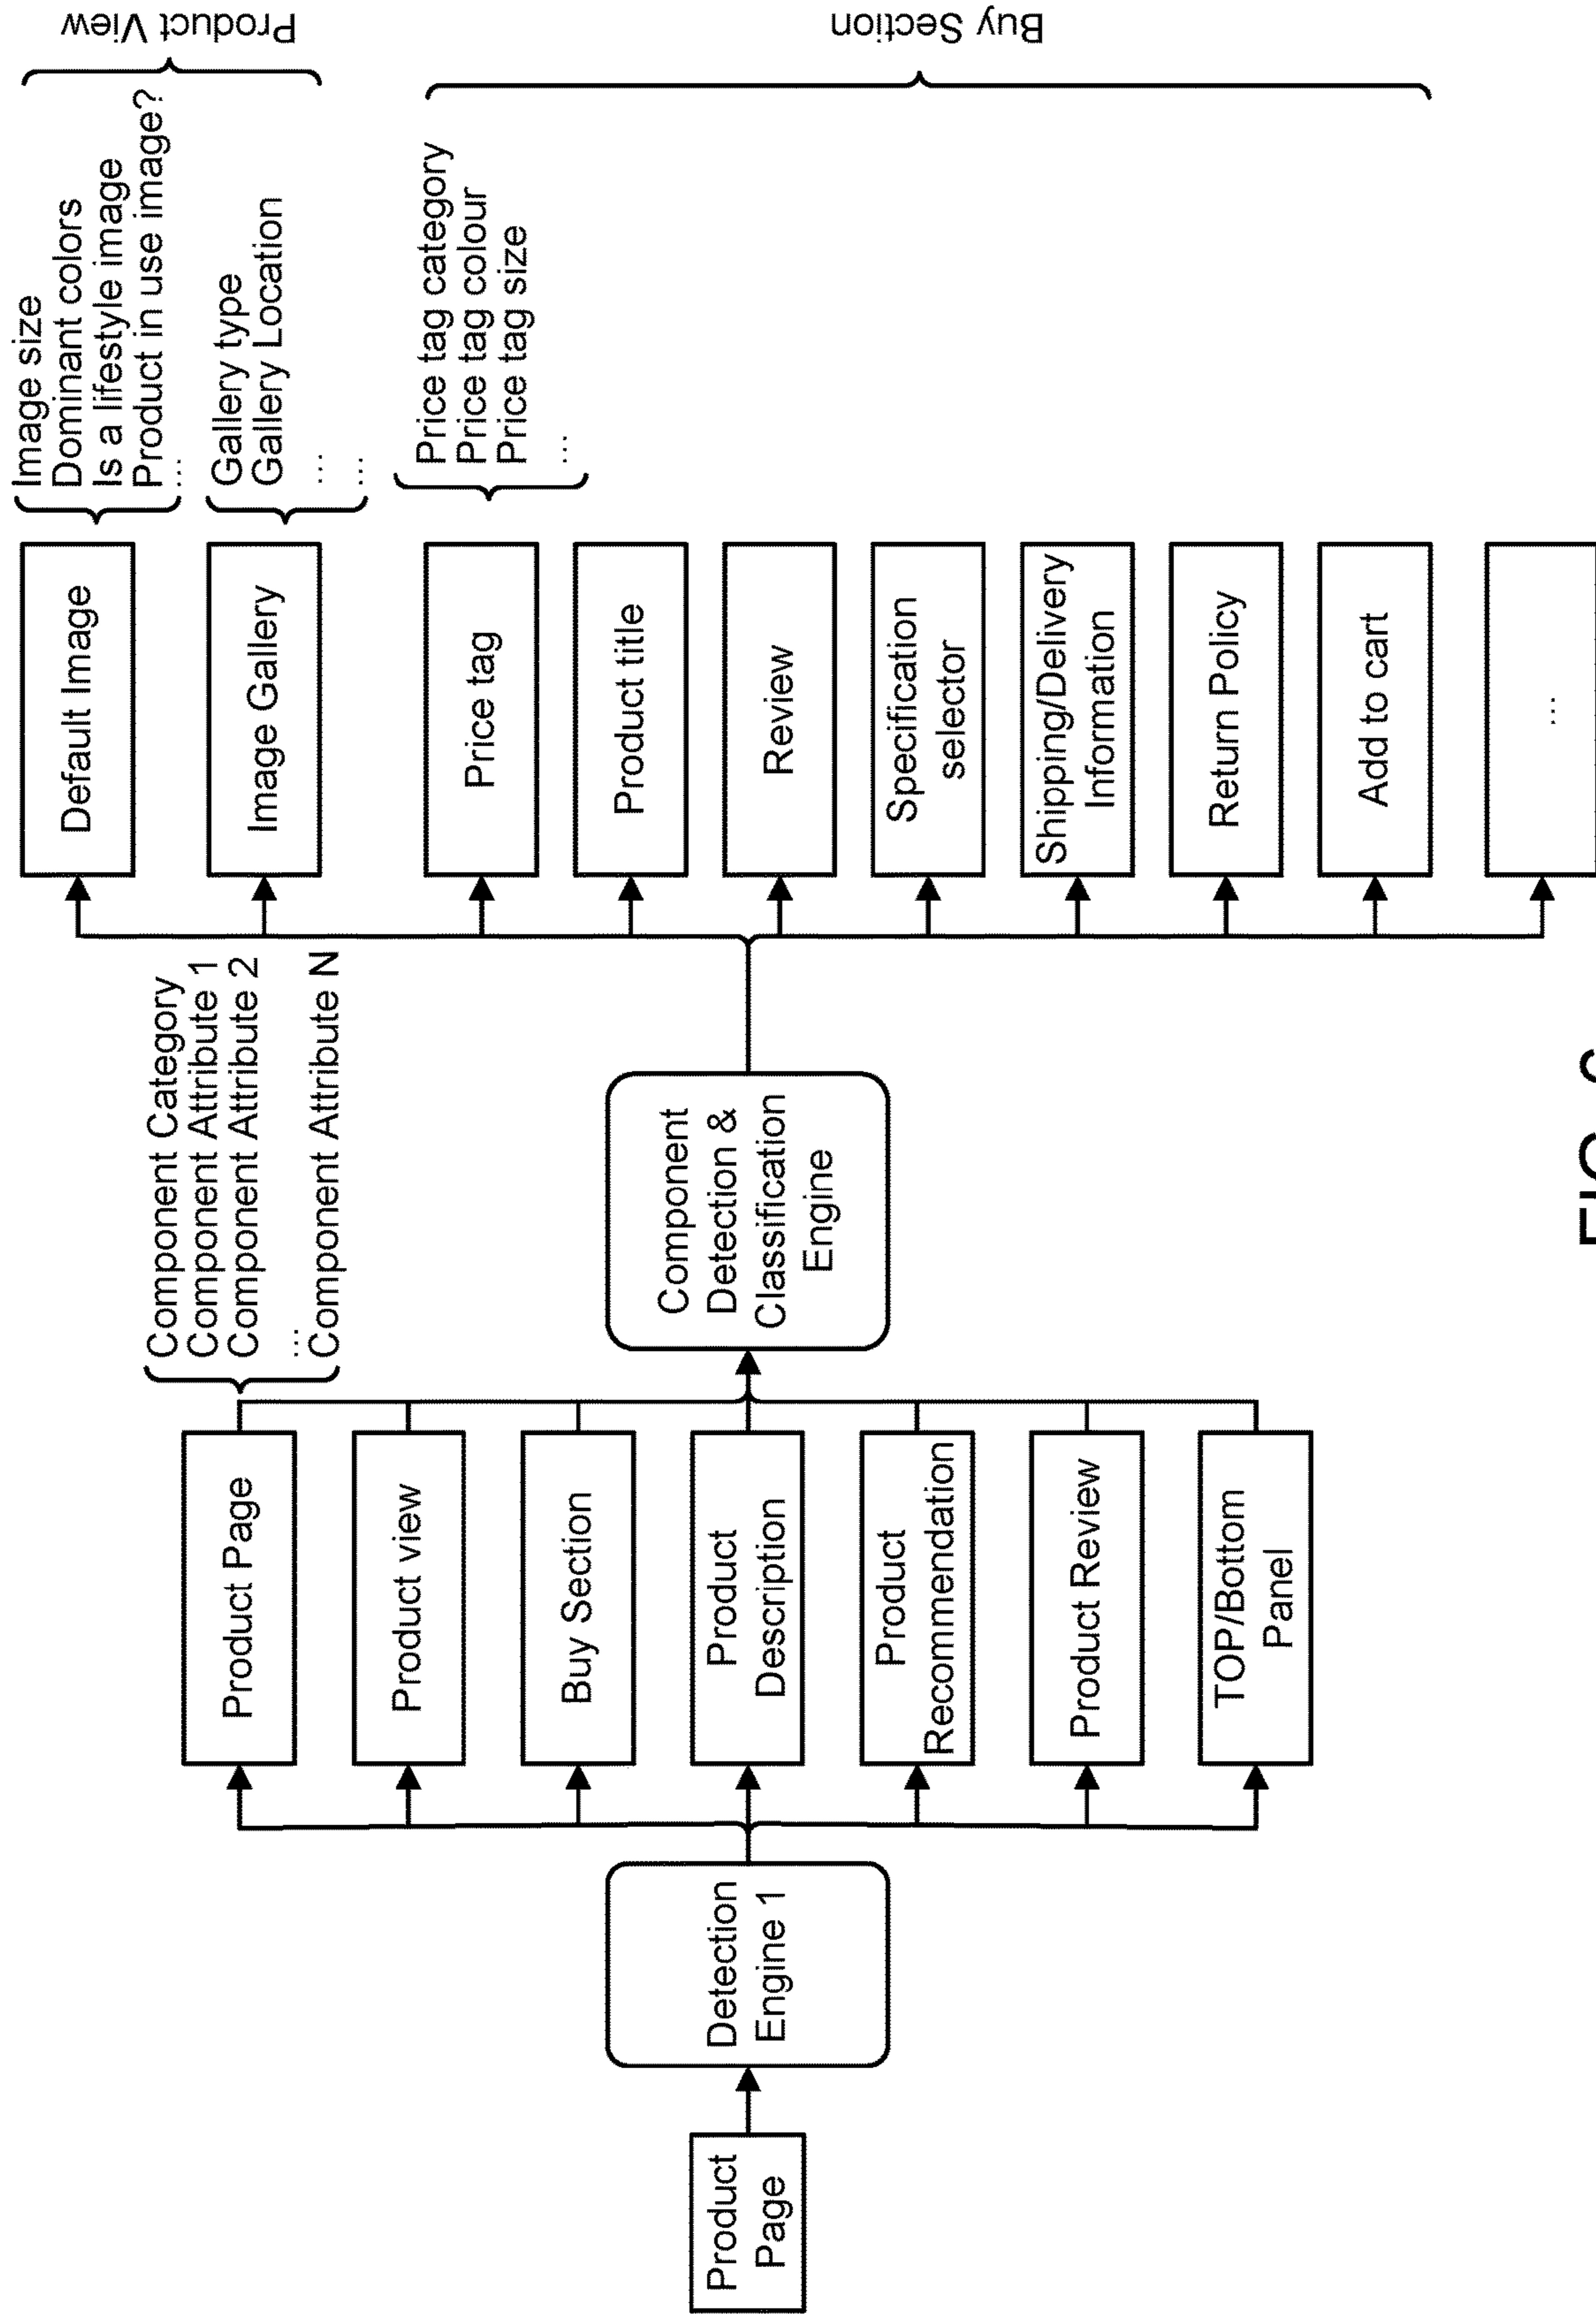 Product
Page
Detection
Engine 1
Product Page
Product view
Buy Section
Product
Description
Product
Recommendation
Product Review
TOP/Bottom
Panel
Component Category
Component Attribute 1
Component Attribute 2
...
Component Attribute N
Component
Detection &
Classification
Engine
Default Image
Image Gallery
Price tag
Product title
Review
Specification
selector
Shipping/Delivery
Information
Return Policy
Add to cart
...
Image size
Dominant colors
Is a lifestyle image
Product in use image?
...
Gallery type
Gallery Location
...
...
Price tag category
Price tag colour
Price tag size
...
Product View
Buy Section
FIG